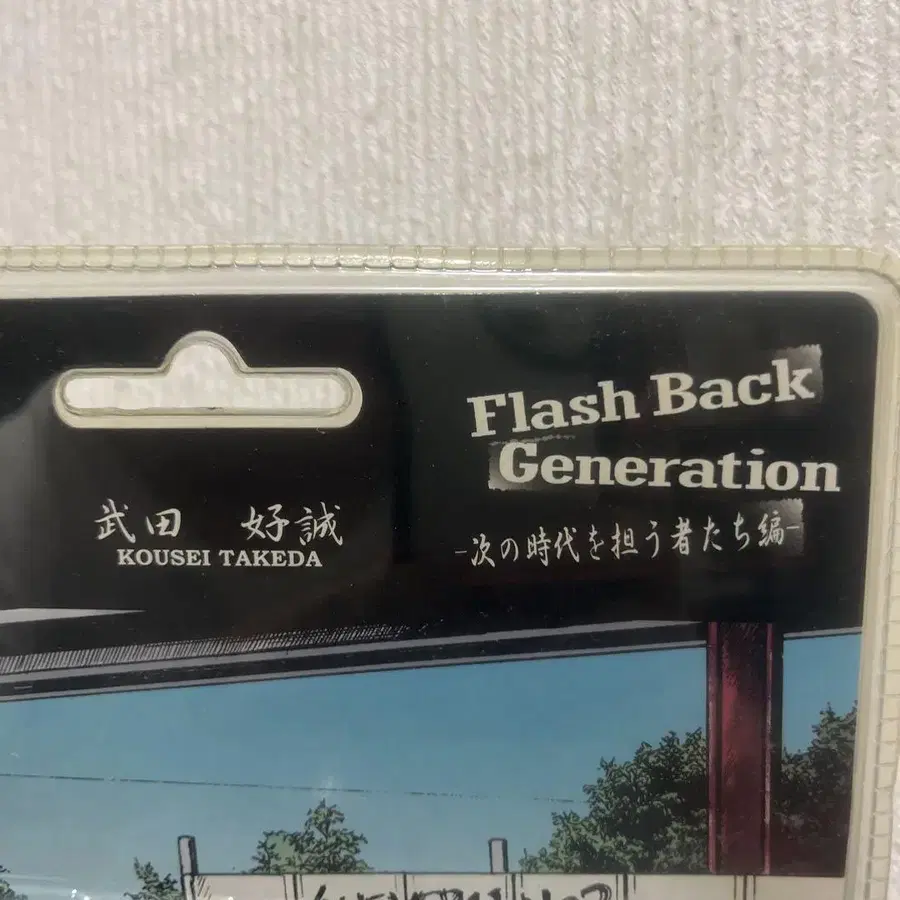 Flash Back
Generation
-次の時代を担う者たち編-
武田 好誠
KOUSEI TAKEDA